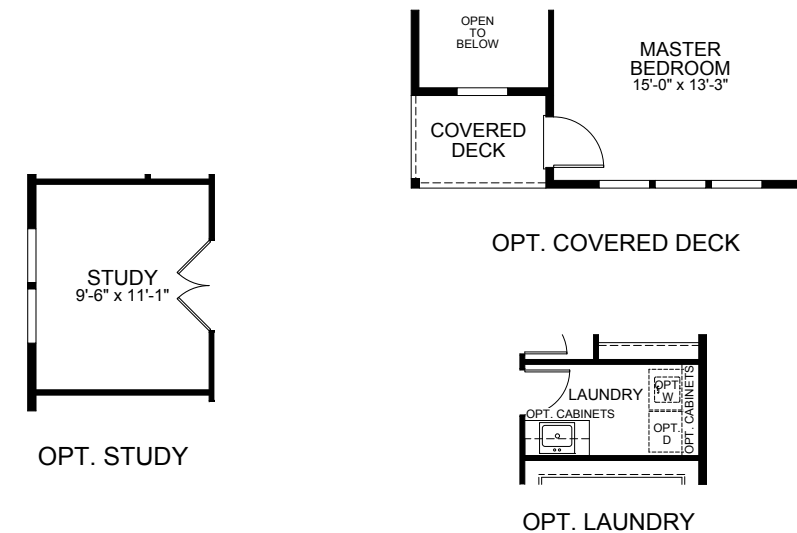 OPEN
TO
BELOW
MASTER
BEDROOM
15'-0" x 13'-3"
COVERED
DECK
OPT. COVERED DECK
STUDY
9'-6" x 11'-1"
OPT. STUDY
LAUNDRY
OPT.
W
OPT. CABINETS
OPT.
D
OPT. CABINETS
OPT. LAUNDRY